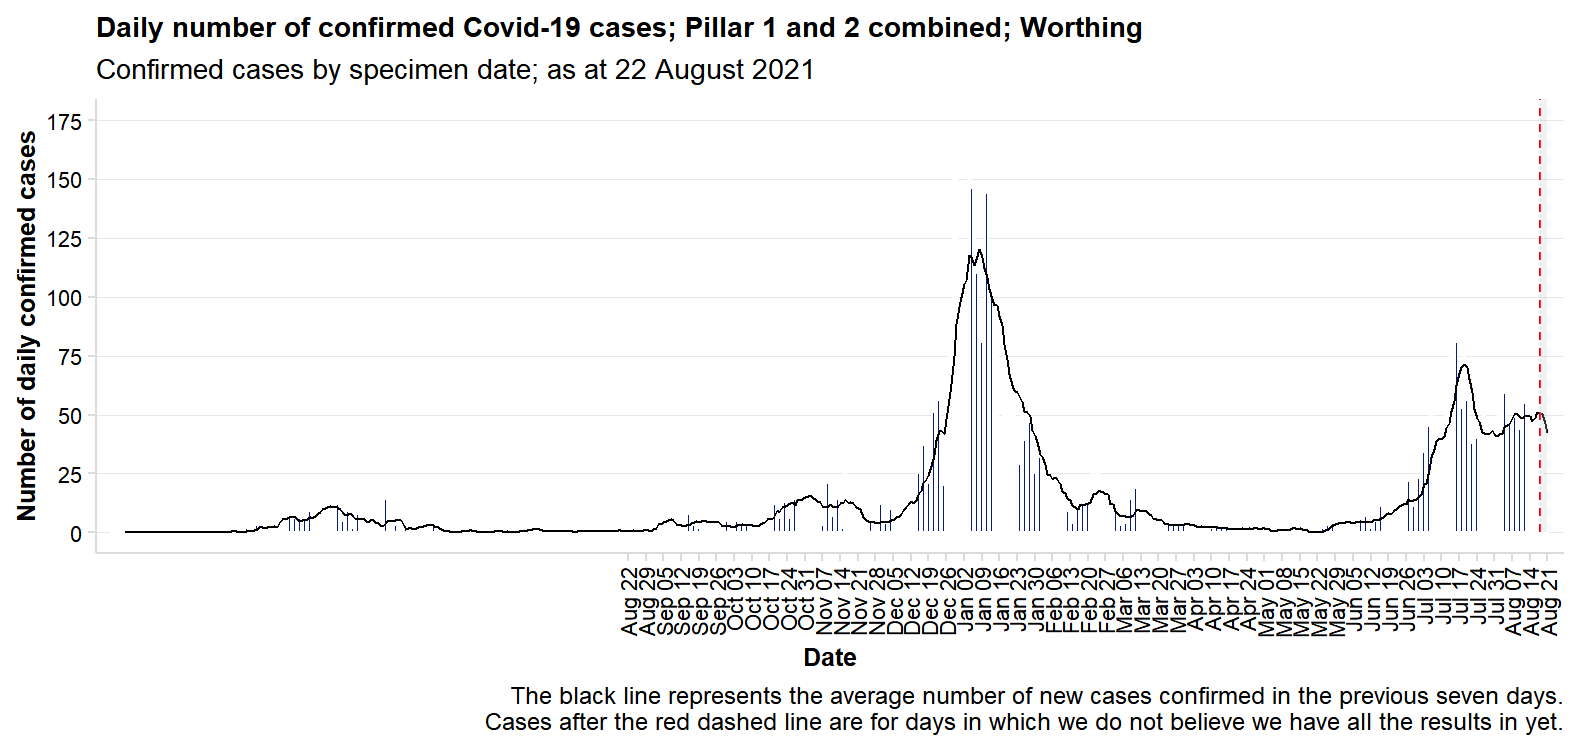 Daily number of confirmed Covid-19 cases; Pillar 1 and 2 combined; Worthing
Confirmed cases by specimen date; as at 22 August 2021
Number of daily confirmed cases
175
150
125
100
75
50
25
0
Aug 22
Aug 29
Sep 05
Sep 12
Sep 19
Sep 26
Oct 03
Oct 10
Oct 17
Oct 24
Oct 31
Nov 07
Nov 14
Nov 21
Nov 28
Dec 05
Dec 12
Dec 19
Dec 26
Jan 02
Jan 09
Jan 16
Jan 23
Jan 30
Feb 06
Feb 13
Feb 20
Feb 27
Mar 06
Mar 13
Mar 20
Mar 27
Apr 03
Apr 10
Apr 17
Apr 24
May 01
May 08
May 15
May 22
May 29
Jun 05
Jun 12
Jun 19
Jun 26
Jul 03
Jul 10
Jul 17
Jul 24
Jul 31
Aug 07
Aug 14
Aug 21
Date
The black line represents the average number of new cases confirmed in the previous seven days.
Cases after the red dashed line are for days in which we do not believe we have all the results in yet.